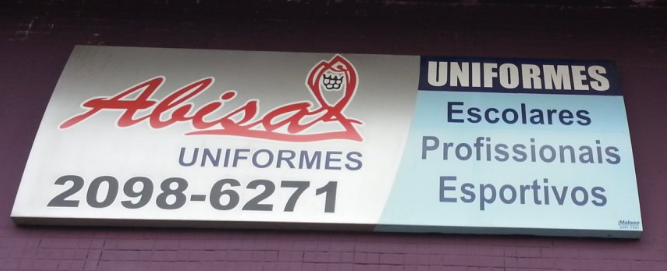 Abisa
UNIFORMES
2098-6271
UNIFORMES
Escolares
Profissionais
Esportivos